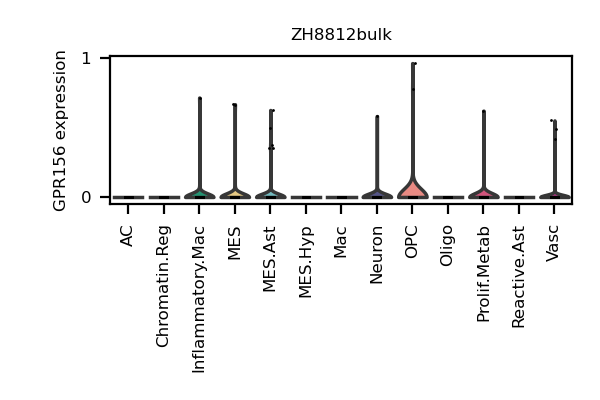 ZH8812bulk
GPR156 expression
1
0
AC
Chromatin.Reg
Inflammatory.Mac
MES
MES.Ast
MES.Hyp
Mac
Neuron
OPC
Oligo
Prolif.Metab
Reactive.Ast
Vasc